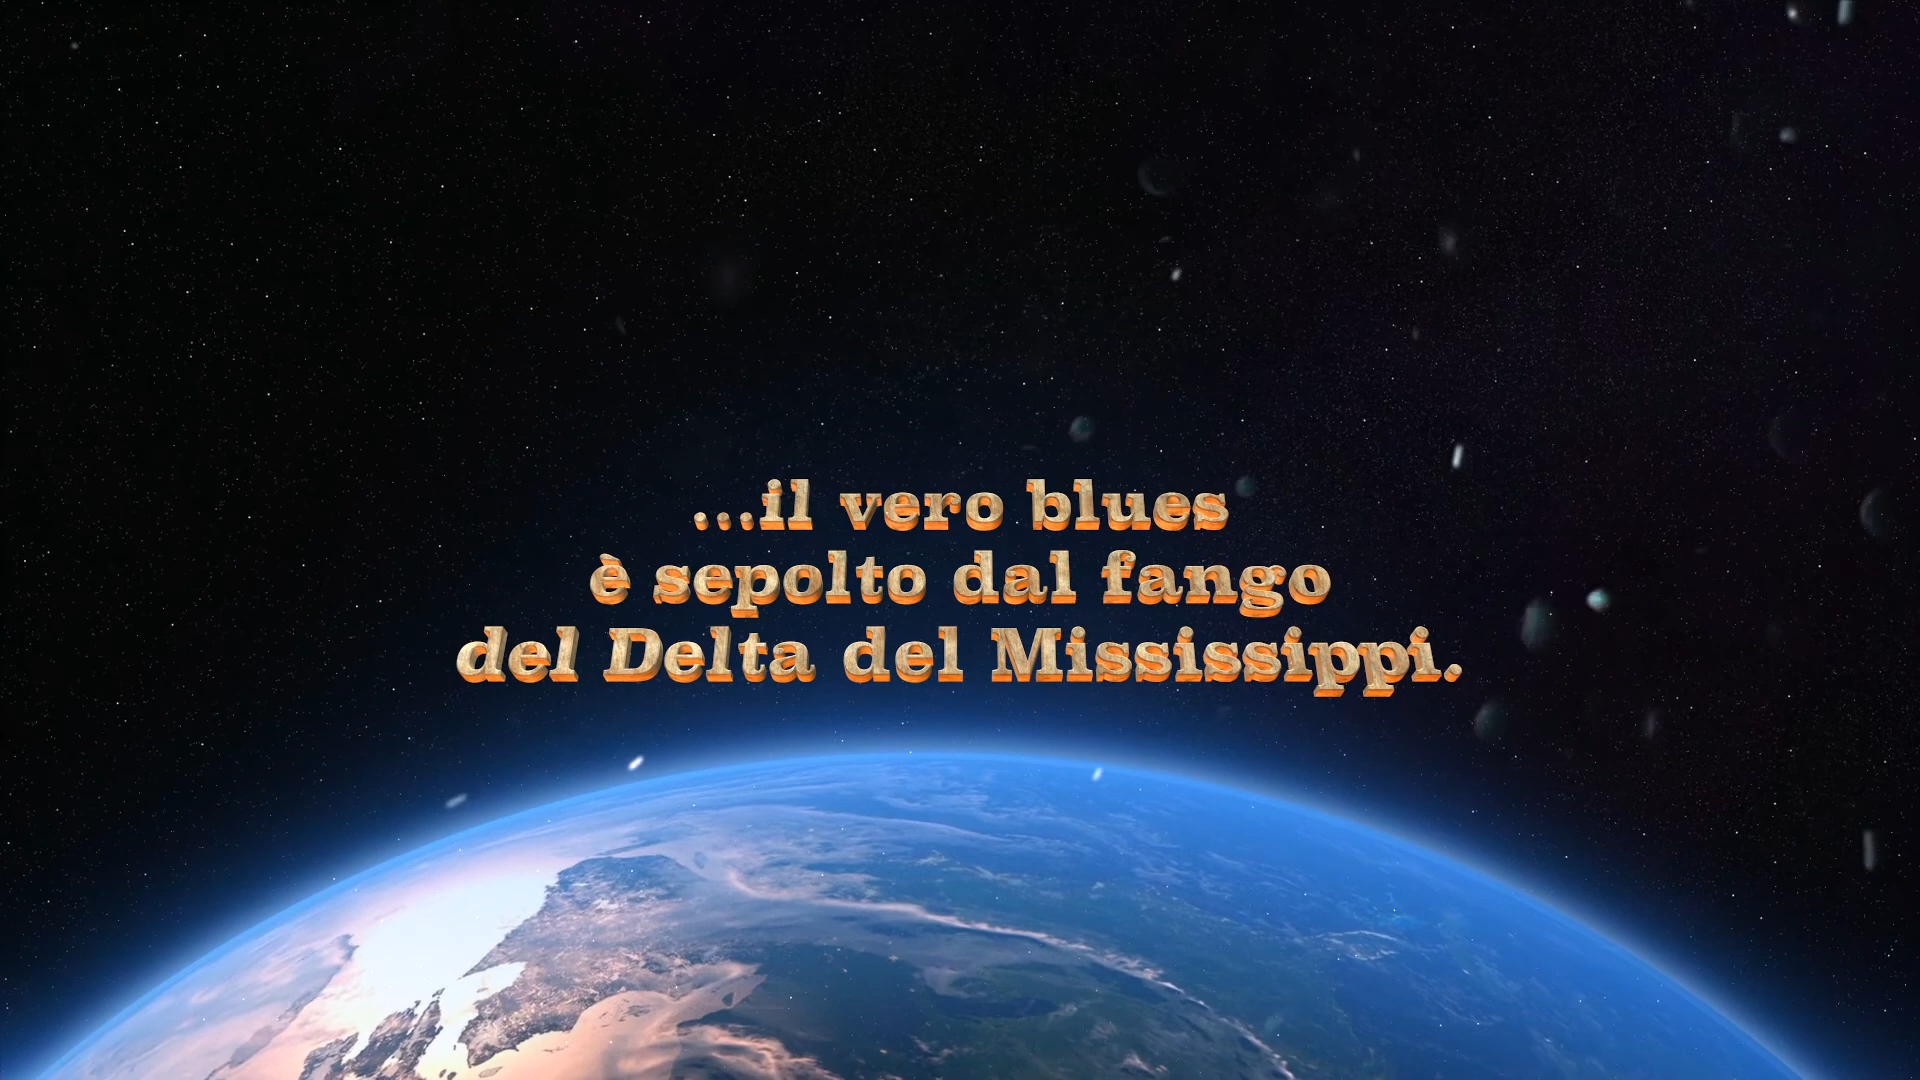 ...il vero blues
è sepolto dal fango
del Delta del Mississippi.